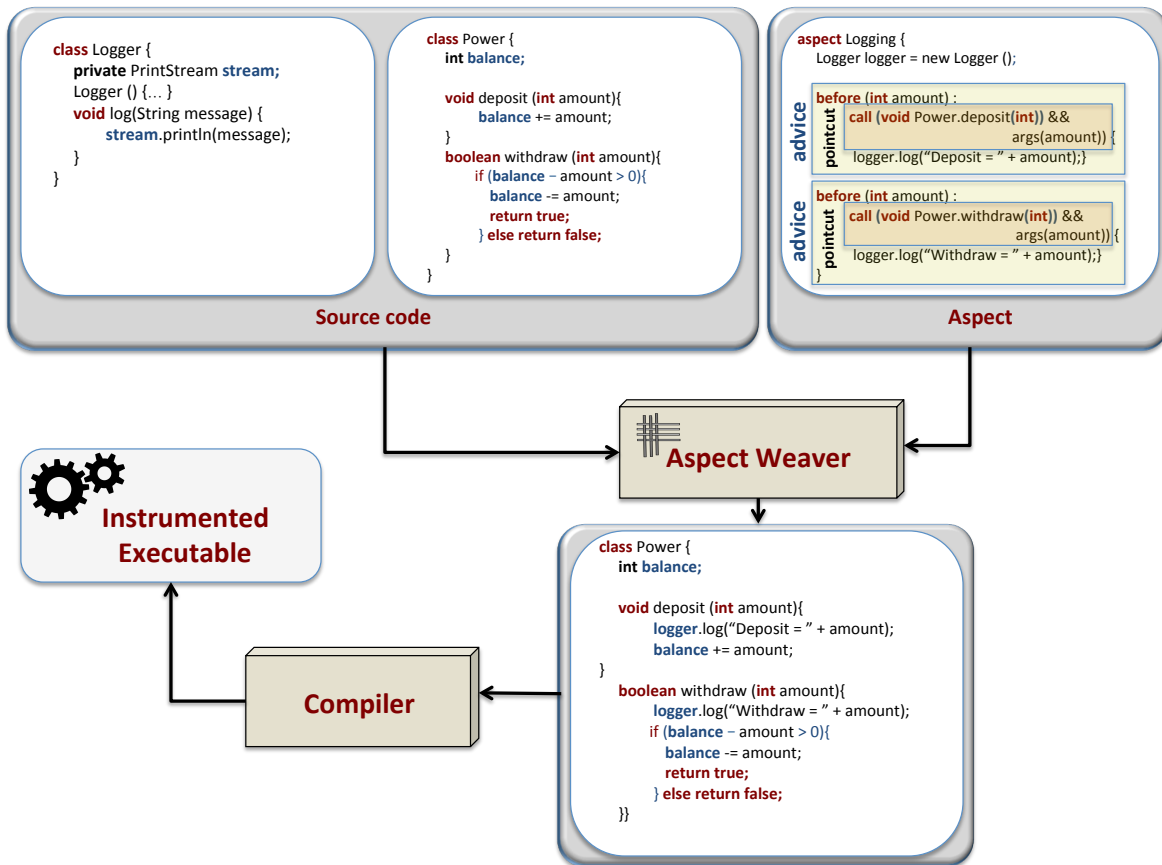 class Logger {
private PrintStream stream;
Logger () {... }
void log(String message) {
stream.println(message);
}
}
class Power {
int balance;
void deposit (int amount){
balance += amount;
}
boolean withdraw (int amount){
if (balance – amount > 0){
balance -= amount;
return true;
} else return false;
}
}
Source code
aspect Logging {
Logger logger = new Logger ();
advice
pointcut
before (int amount) :
call (void Power.deposit(int)) &&
args(amount)) {
logger.log(“Deposit = ” + amount);}
advice
pointcut
before (int amount) :
call (void Power.withdraw(int)) &&
args(amount)) {
logger.log(“Withdraw = ” + amount);}
}
Aspect
Aspect Weaver
Instrumented
Executable
Compiler
class Power {
int balance;
void deposit (int amount){
logger.log(“Deposit = ” + amount);
balance += amount;
}
boolean withdraw (int amount){
logger.log(“Withdraw = ” + amount);
if (balance – amount > 0){
balance -= amount;
return true;
} else return false;
}}